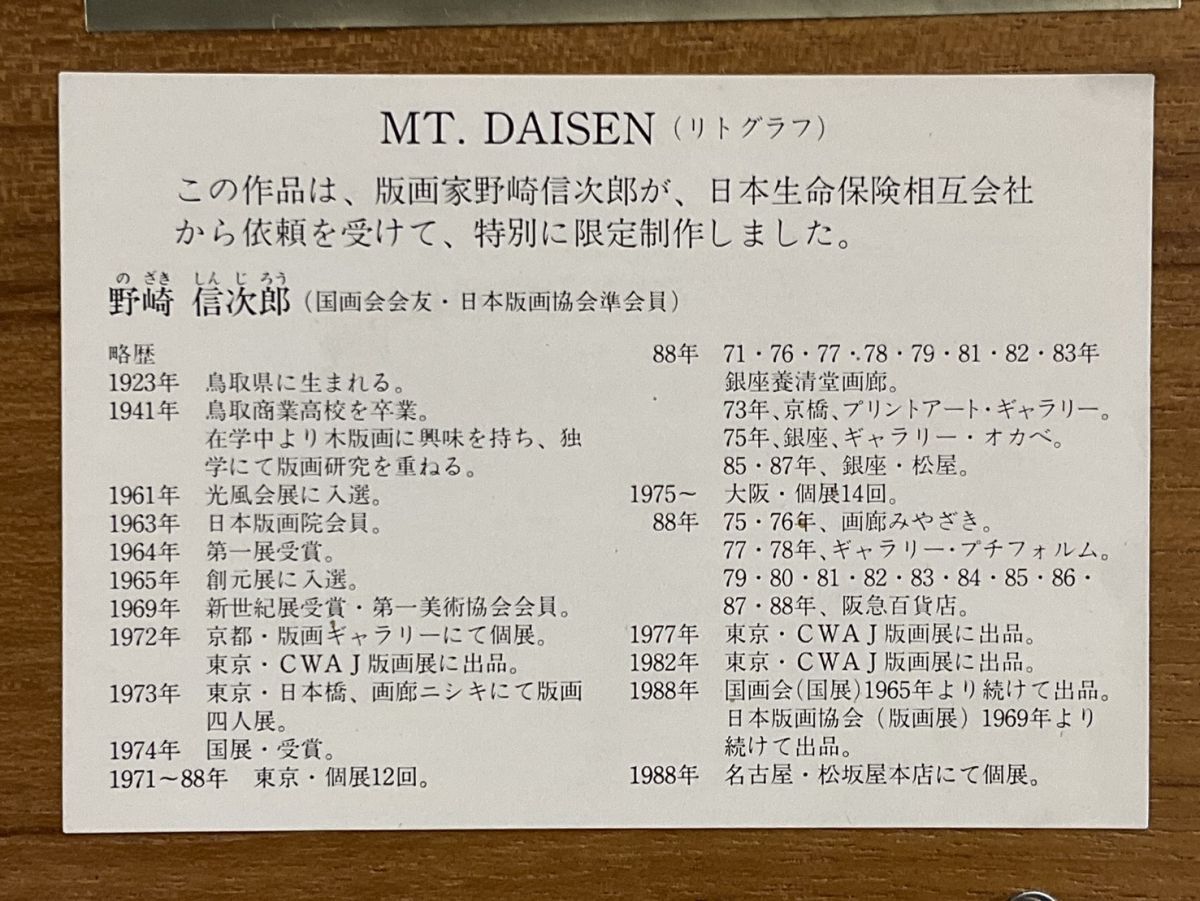 MT. DAISEN（リトグラフ）
この作品は、版画家野崎信次郎が、日本生命保険相互会社
から依頼を受けて、特別に限定制作しました。
の ざき しん じ ろう
野崎 信次郎（国画会会友・日本版画協会準会員）
略歴
1923年 鳥取県に生まれる。
1941年 鳥取商業高校を卒業。
在学中より木版画に興味を持ち、独
学にて版画研究を重ねる。
1961年 光風会展に入選。
1963年 日本版画院会員。
1964年 第一展受賞。
1965年 創元展に入選。
1969年 新世紀展受賞・第一美術協会会員。
1972年 京都・版画ギャラリーにて個展。
東京・CWAJ版画展に出品。
1973年 東京・日本橋、画廊ニシキにて版画
四人展。
1974年 国展・受賞。
1971～88年 東京・個展12回。
88年 71・76・77・78・79・81・82・83年
銀座養清堂画廊。
73年、京橋、プリントアート・ギャラリー。
75年、銀座、ギャラリー・オカベ。
85・87年、銀座・松屋。
1975～ 大阪・個展14回。
88年 75・76年、画廊みやざき。
77・78年、ギャラリー・プチフォルム。
79・80・81・82・83・84・85・86・
87・88年、阪急百貨店。
1977年 東京・CWAJ版画展に出品。
1982年 東京・CWAJ版画展に出品。
1988年 国画会（国展）1965年より続けて出品。
日本版画協会（版画展）1969年より
続けて出品。
1988年 名古屋・松坂屋本店にて個展。